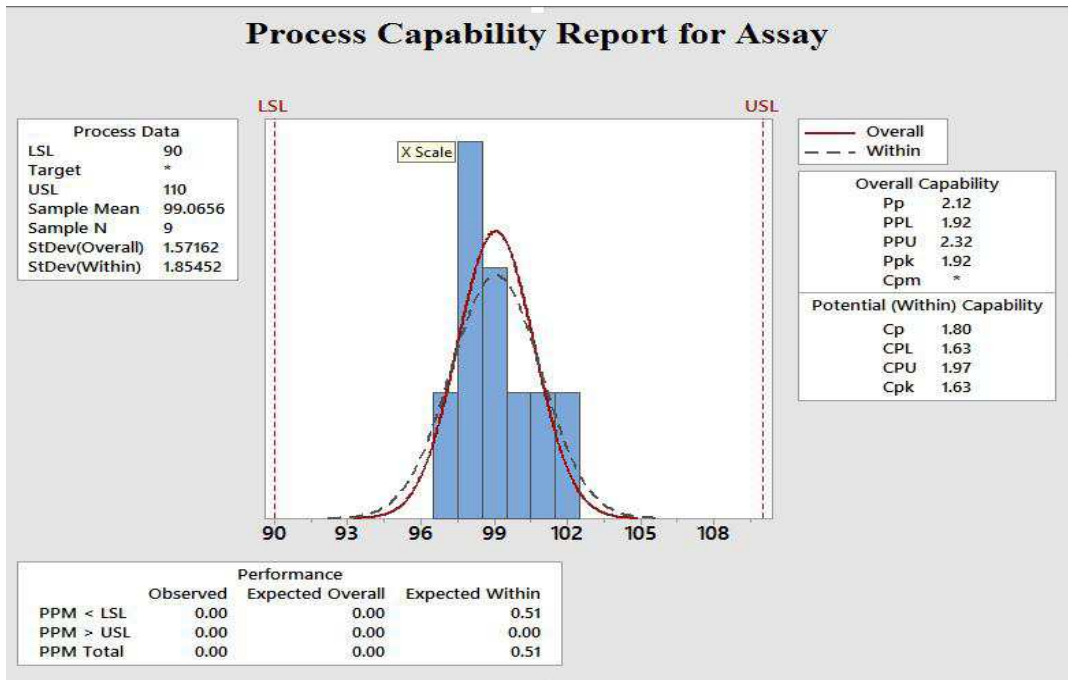 Process Capability Report for Assay
LSL USL
Process Data
LSL 90
Target *
USL 110
Sample Mean 99.0656
Sample N 9
StDev(Overall) 1.57162
StDev(Within) 1.85452
X Scale
Overall
Within
Overall Capability
Pp 2.12
PPL 1.92
PPU 2.32
Ppk 1.92
Cpm *
Potential (Within) Capability
Cp 1.80
CPL 1.63
CPU 1.97
Cpk 1.63
90 93 96 99 102 105 108
Performance
Observed Expected Overall Expected Within
PPM < LSL 0.00 0.00 0.51
PPM > USL 0.00 0.00 0.00
PPM Total 0.00 0.00 0.51